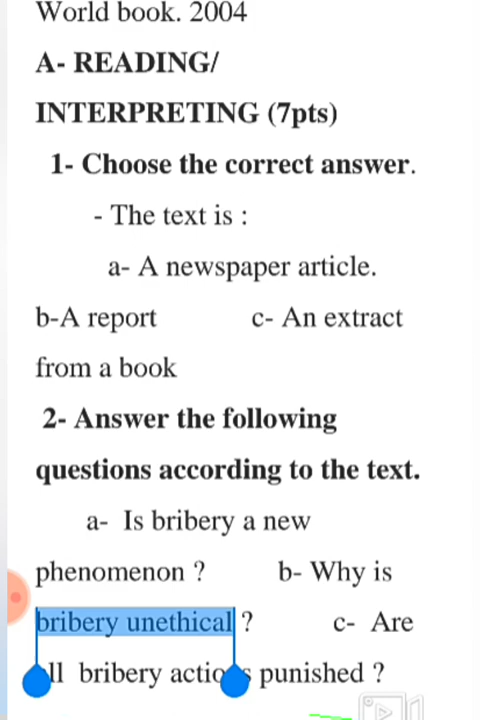 World book. 2004
A- READING/
INTERPRETING (7pts)
1- Choose the correct answer.
- The text is :
a- A newspaper article.
b-A report c- An extract
from a book
2- Answer the following
questions according to the text.
a- Is bribery a new
phenomenon ? b- Why is
bribery unethical ? c- Are
bribery punished ?